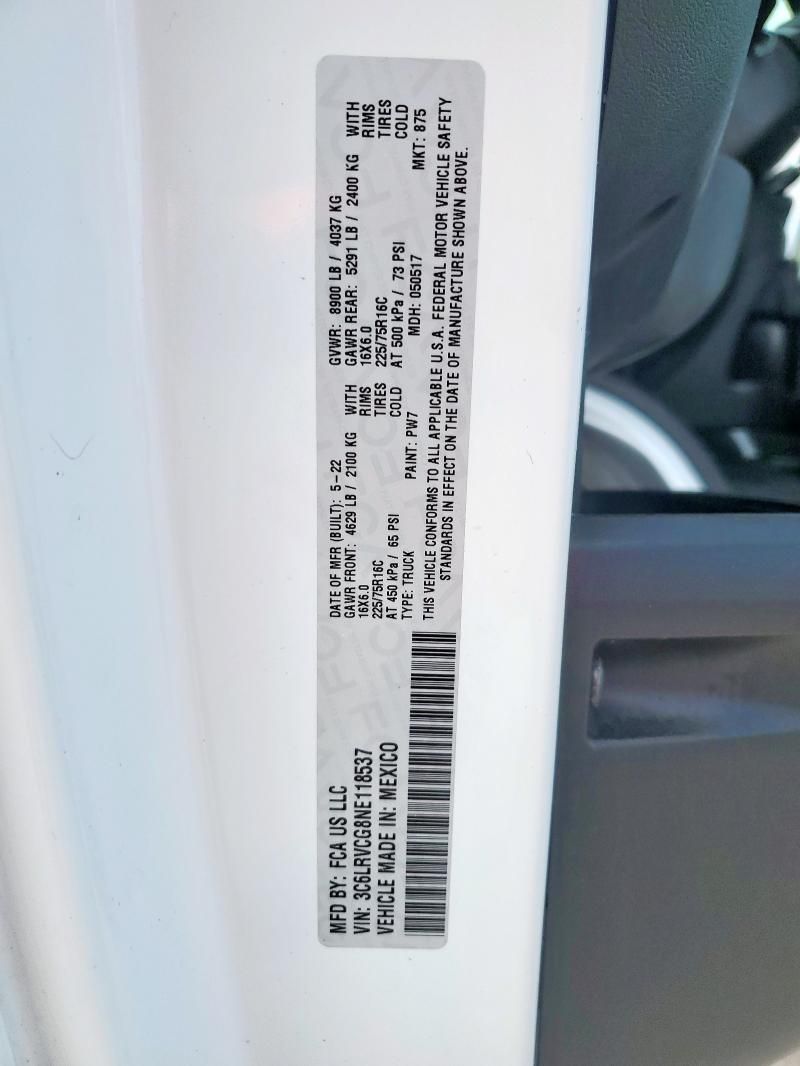 MFD BY: FCA US LLC
VIN: 3C6LRVCG8NE118537
VEHICLE MADE IN: MEXICO
DATE OF MFR (BUILT): 5-22 GVWR: 8900 LB / 4037 KG
GAWR FRONT: 4629 LB / 2100 KG WITH GAWR REAR: 5291 LB / 2400 KG WITH
16X6.0 RIMS 16X6.0 RIMS
225/75R16C TIRES 225/75R16C TIRES
AT 450 kPa / 65 PSI COLD AT 500 kPa / 73 PSI COLD
TYPE: TRUCK PAINT: PW7 MDH: 050517 MKT: 875
THIS VEHICLE CONFORMS TO ALL APPLICABLE U.S.A. FEDERAL MOTOR VEHICLE SAFETY
STANDARDS IN EFFECT ON THE DATE OF MANUFACTURE SHOWN ABOVE.